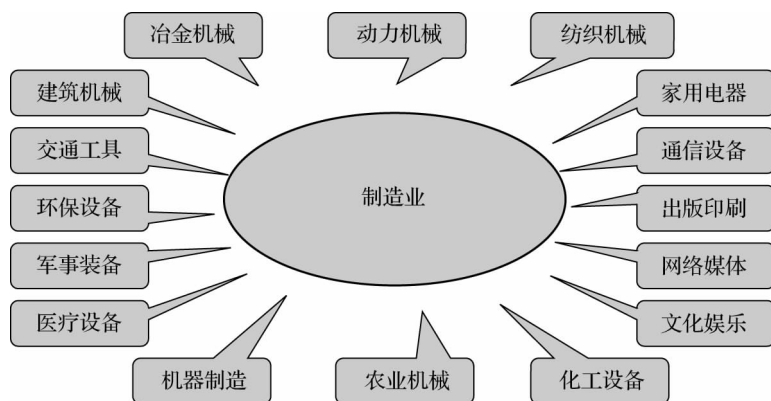 冶金机械
动力机械
纺织机械
建筑机械
家用电器
交通工具
通信设备
制造业
环保设备
出版印刷
军事装备
网络媒体
医疗设备
文化娱乐
机器制造
农业机械
化工设备